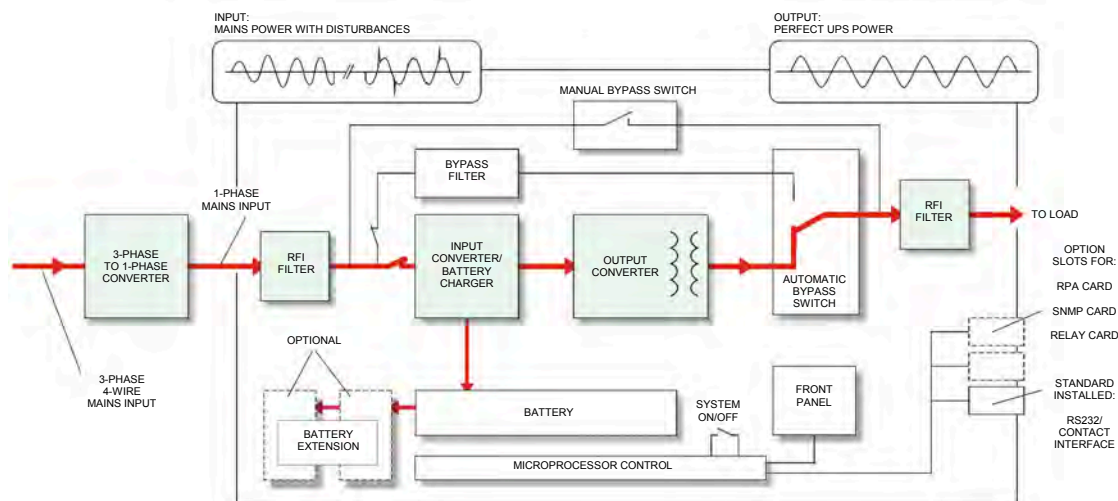 INPUT:
MAINS POWER WITH DISTURBANCES
OUTPUT:
PERFECT UPS POWER
MANUAL BYPASS SWITCH
1-PHASE
MAINS INPUT
BYPASS
FILTER
3-PHASE
TO 1-PHASE
CONVERTER
RFI
FILTER
INPUT
CONVERTER/
BATTERY
CHARGER
OUTPUT
CONVERTER
AUTOMATIC
BYPASS
SWITCH
RFI
FILTER
TO LOAD
OPTION
SLOTS FOR:
RPA CARD
SNMP CARD
RELAY CARD
STANDARD
INSTALLED:
RS232/
CONTACT
INTERFACE
3-PHASE
4-WIRE
MAINS INPUT
OPTIONAL
BATTERY
EXTENSION
BATTERY
SYSTEM
ON/OFF
FRONT
PANEL
MICROPROCESSOR CONTROL